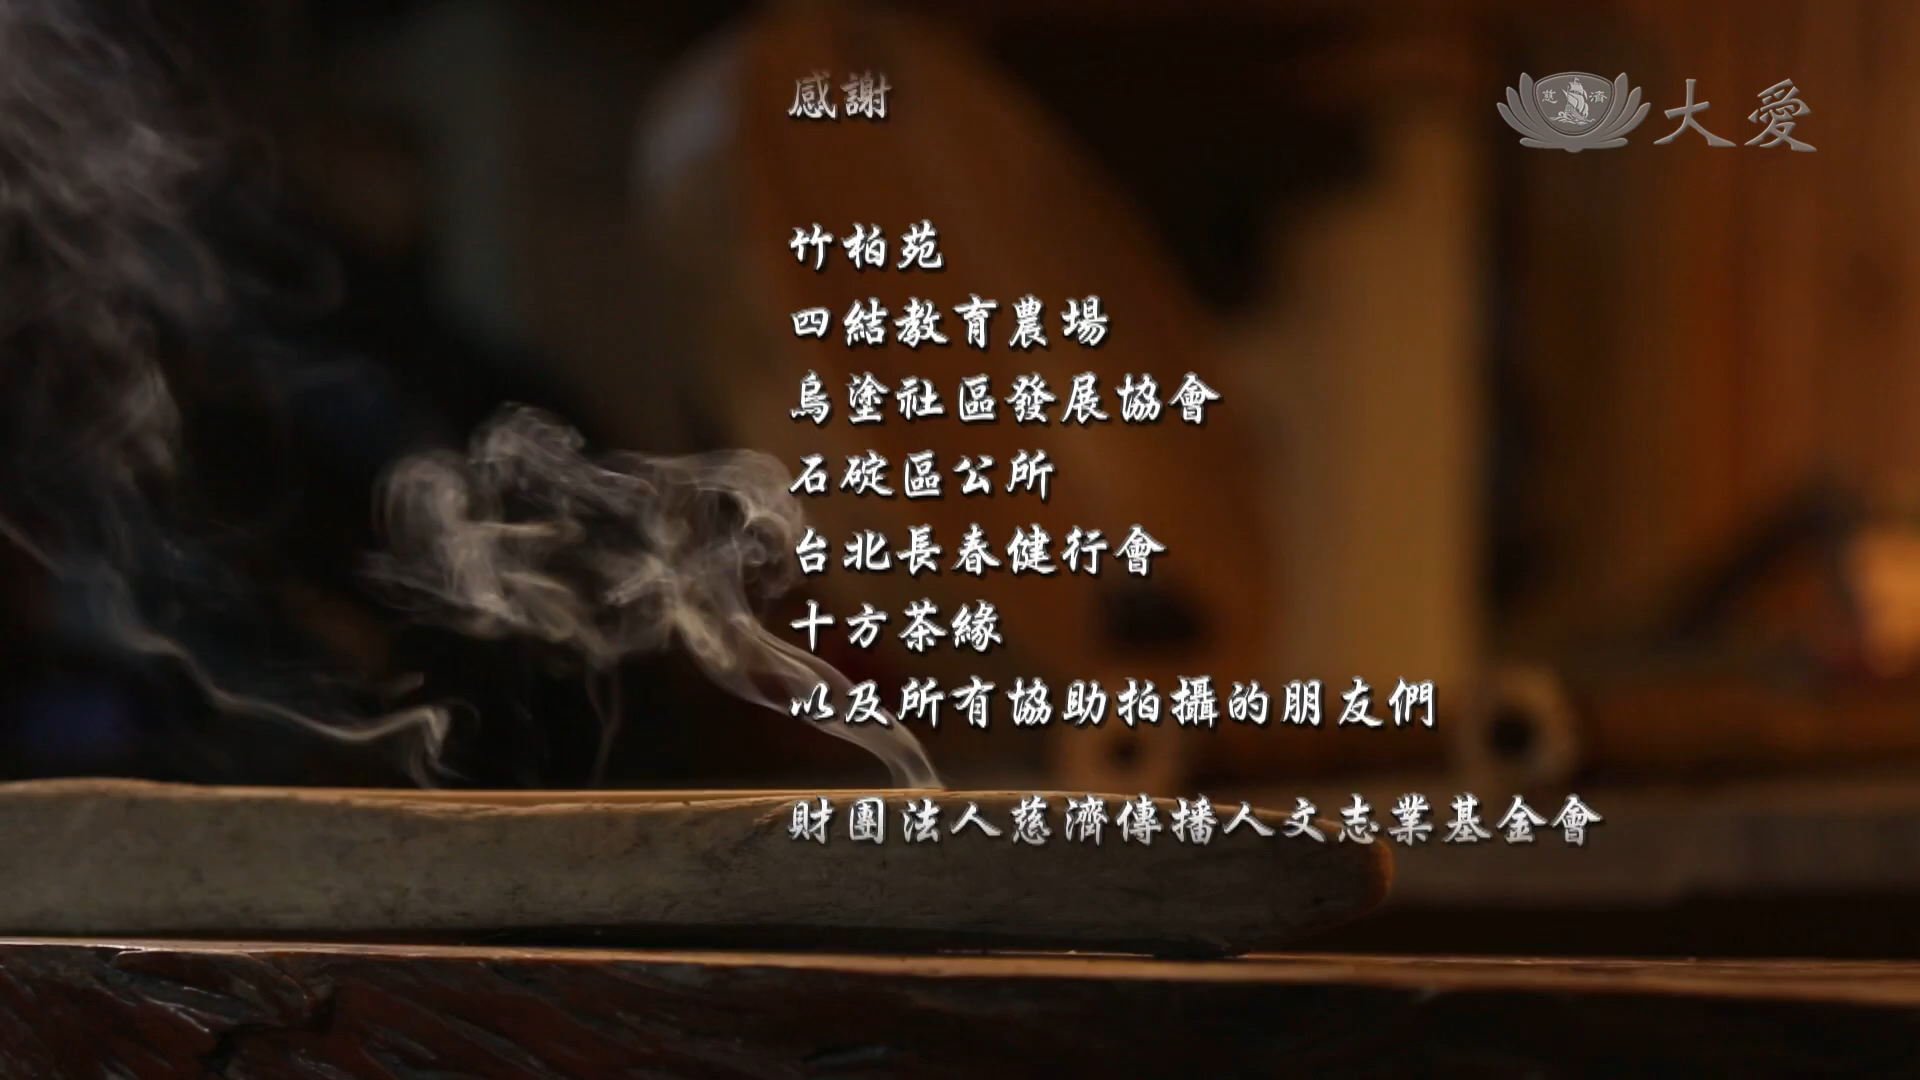 感謝
慈濟 大愛
竹柏苑
四結教育農場
烏塗社區發展協會
石碇區公所
台北長春健行會
十方茶緣
以及所有協助拍攝的朋友們
財團法人慈濟傳播人文志業基金會